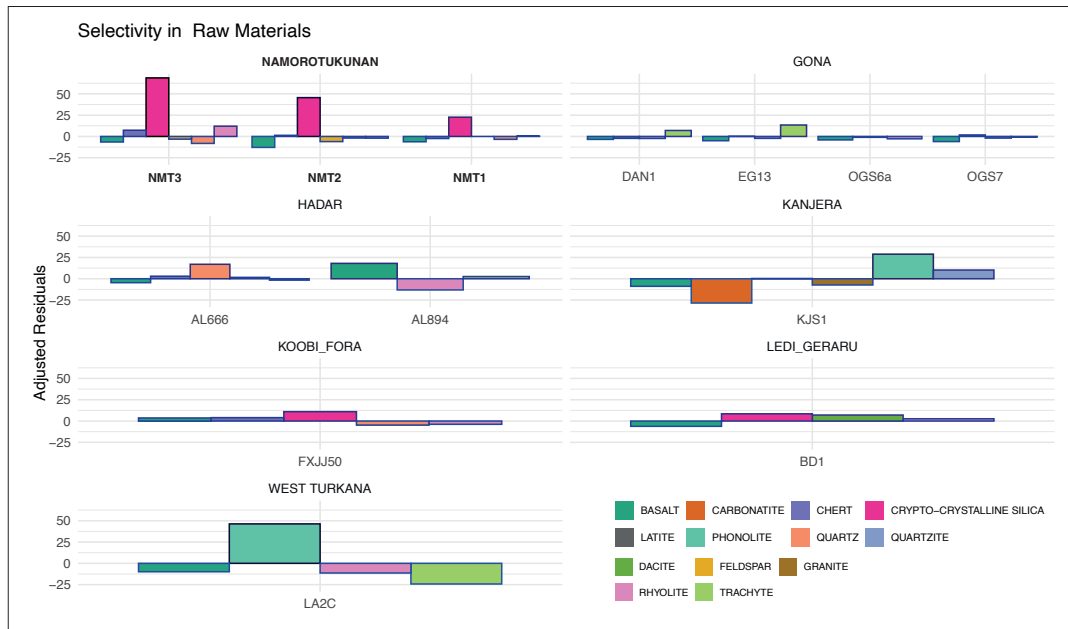 Selectivity in Raw Materials
NAMOROTUKUNAN
GONA
50
25
0
−25
NMT3
NMT2
NMT1
DAN1
EG13
OGS6a
OGS7
HADAR
KANJERA
50
25
0
−25
AL666
AL894
KJS1
Adjusted Residuals
KOOBI_FORA
LEDI_GERARU
50
25
0
−25
FXJJ50
BD1
WEST TURKANA
50
25
0
−25
LA2C
BASALT
CARBONATITE
CHERT
CRYPTO−CRYSTALLINE SILICA
LATITE
PHONOLITE
QUARTZ
QUARTZITE
DACITE
FELDSPAR
GRANITE
RHYOLITE
TRACHYTE